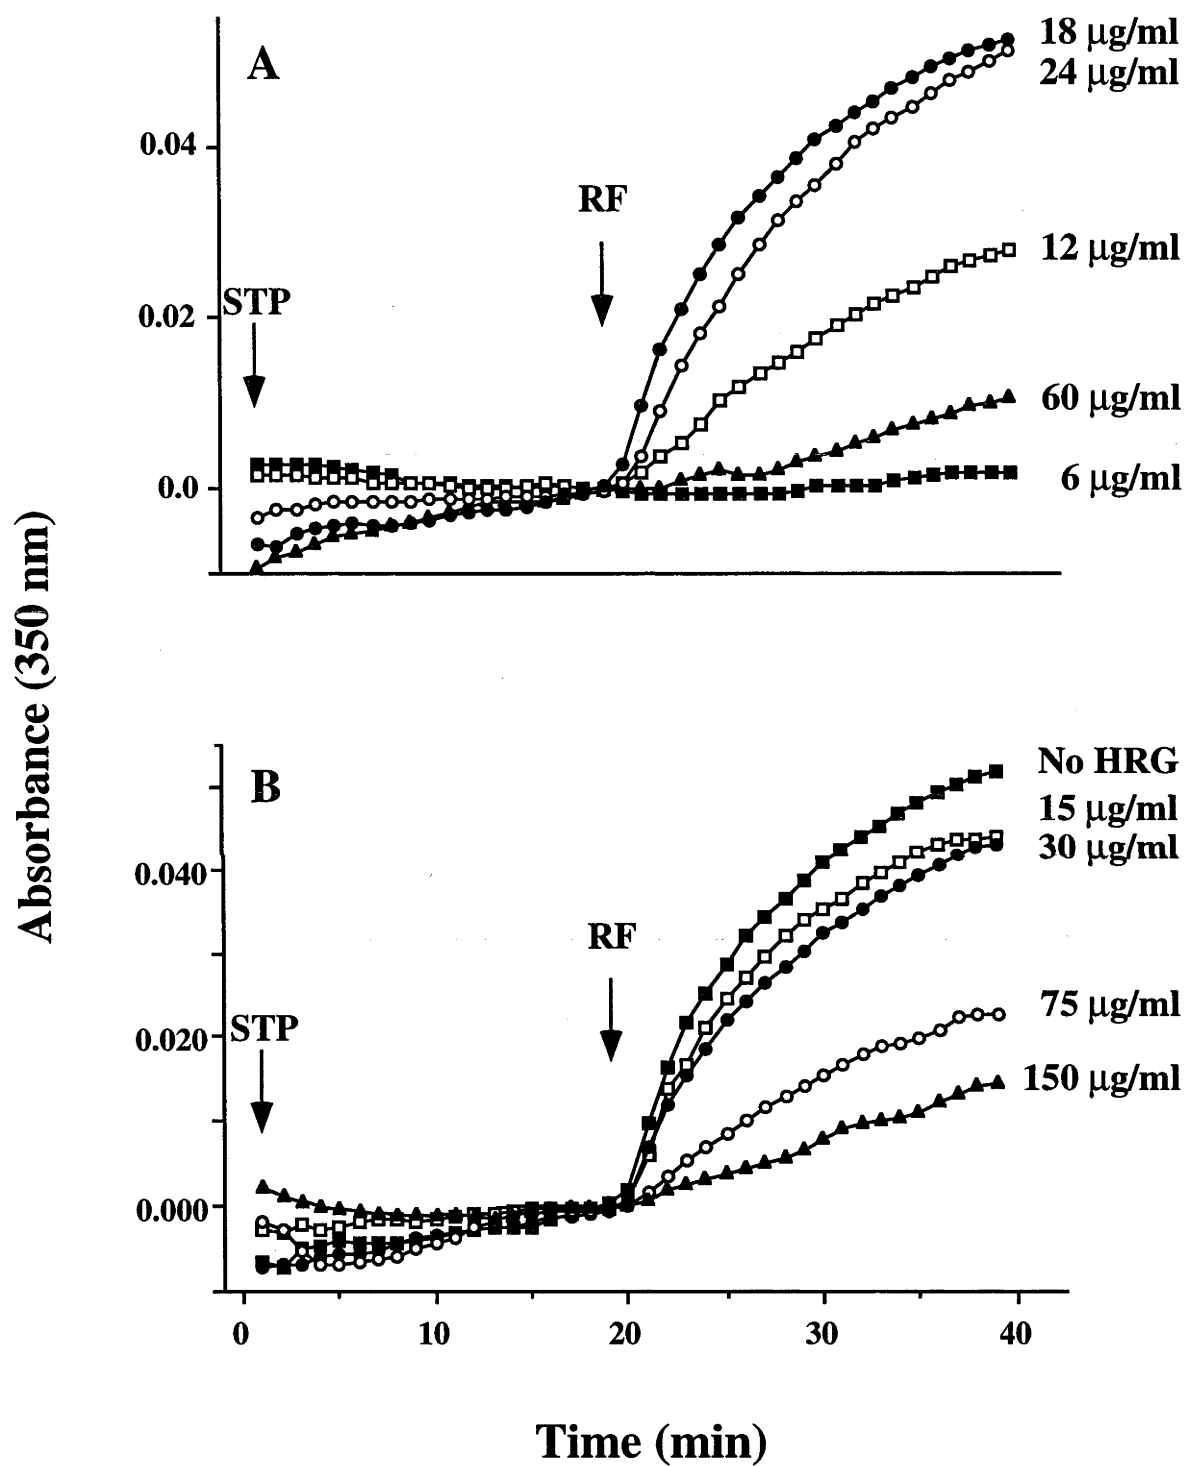 A
18 μg/ml
24 μg/ml
0.04
RF
12 μg/ml
STP
0.02
60 μg/ml
6 μg/ml
0.0
Absorbance (350 nm)
B
No HRG
15 μg/ml
30 μg/ml
0.040
RF
75 μg/ml
STP
0.020
150 μg/ml
0.000
0 10 20 30 40
Time (min)